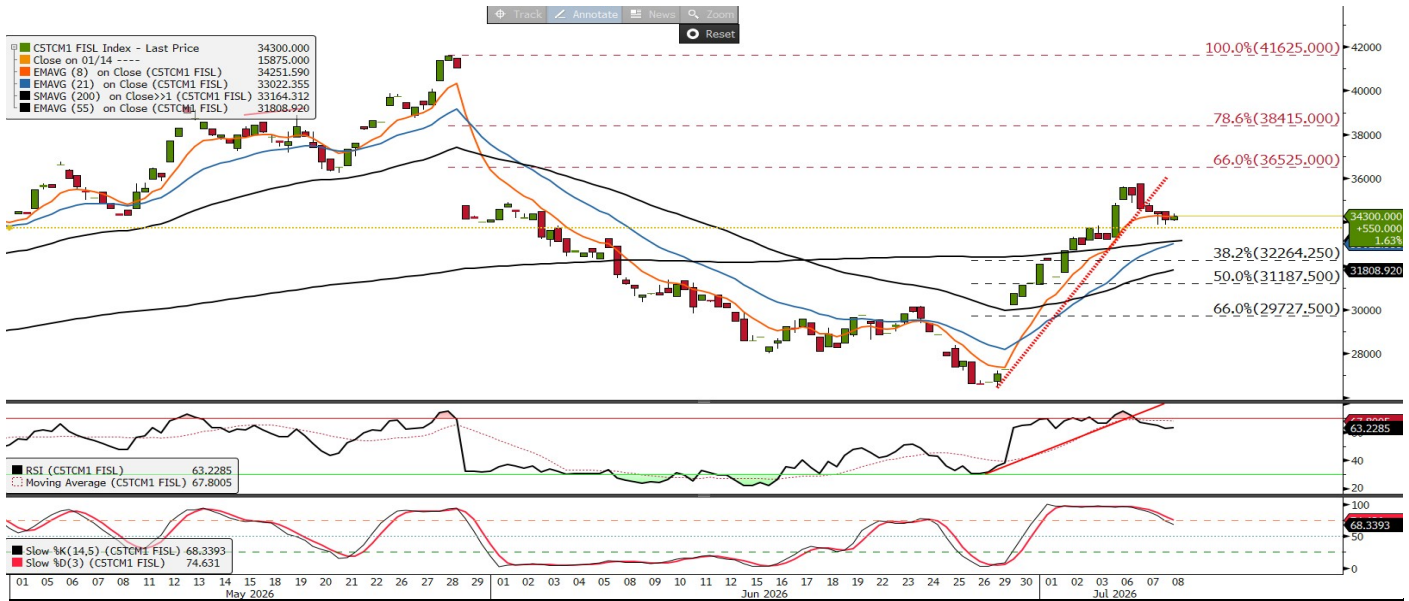 Track Annotate News Zoom
Reset
C5TCM1 FISL Index - Last Price 34300.000
Close on 01/14 ---- 15875.000
EMAVG (8) on Close (C5TCM1 FISL) 34251.590
EMAVG (21) on Close (C5TCM1 FISL) 33022.355
SMAVG (200) on Close>>1 (C5TCM1 FISL) 33164.312
EMAVG (55) on Close (C5TCM1 FISL) 31808.920
100.0%(41625.000)
78.6%(38415.000)
66.0%(36525.000)
38.2%(32264.250)
50.0%(31187.500)
66.0%(29727.500)
42000
40000
38000
36000
34300.000
+550.000
1.63%
31808.920
30000
28000
RSI (C5TCM1 FISL) 63.2285
Moving Average (C5TCM1 FISL) 67.8005
63.2285
40
20
Slow %K(14,5) (C5TCM1 FISL) 68.3393
Slow %D(3) (C5TCM1 FISL) 74.631
100
68.3393
50
0
01 05 06 07 08 11 12 13 14 15 18 19 20 21 22 26 27 28 29 01 02 03 04 05 08 09 10 11 12 15 16 17 18 19 22 23 24 25 26 29 30 01 02 03 06 07 08
May 2026 Jun 2026 Jul 2026